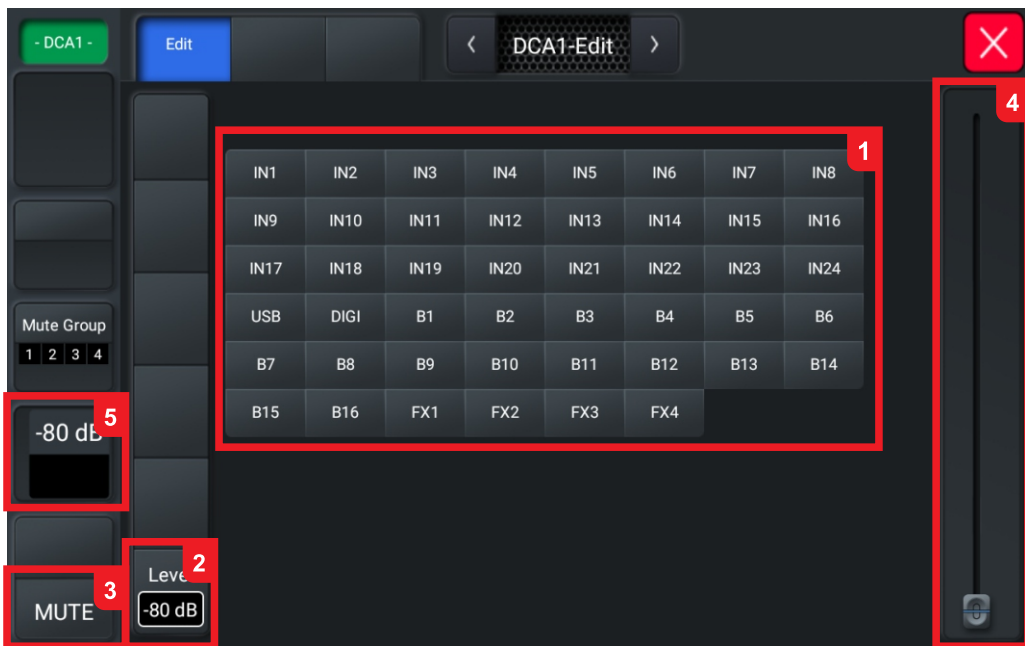 - DCA1 -
Edit
DCA1-Edit
4
1
IN1 IN2 IN3 IN4 IN5 IN6 IN7 IN8
IN9 IN10 IN11 IN12 IN13 IN14 IN15 IN16
IN17 IN18 IN19 IN20 IN21 IN22 IN23 IN24
USB DIGI B1 B2 B3 B4 B5 B6
B7 B8 B9 B10 B11 B12 B13 B14
B15 B16 FX1 FX2 FX3 FX4
Mute Group
1 2 3 4
5
-80 dB
3
MUTE
2
Level
-80 dB
0